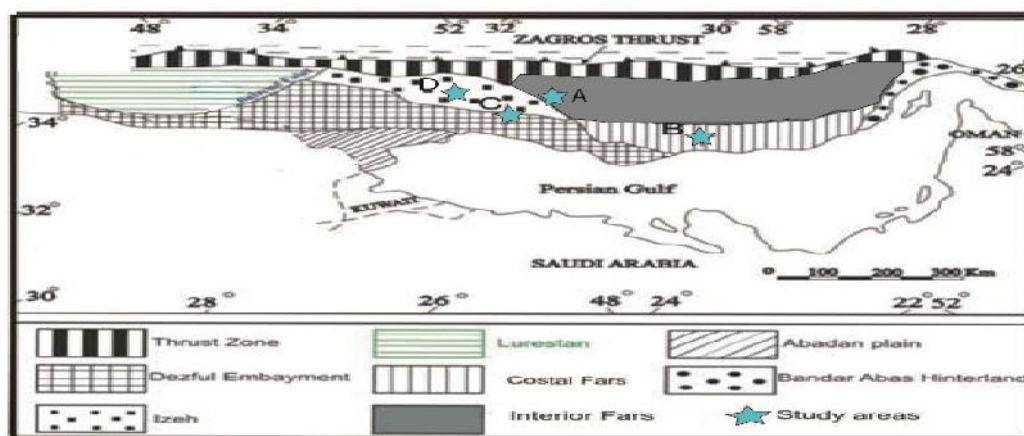 48° 34° 52° 32° 30° 58° 28°
ZAGROS THRUST
26°
D
A
C
34°
B
OMAN
58°
24°
Persian Gulf
KUWAIT
32°
SAUDI ARABIA
0 100 200 300 Km
30° 28° 26° 48° 24° 22° 52°
Thrust Zone Lurestan Abadan plain
Dezful Embayment Costal Fars Bandar Abas Hinterland
Izeh Interior Fars Study areas